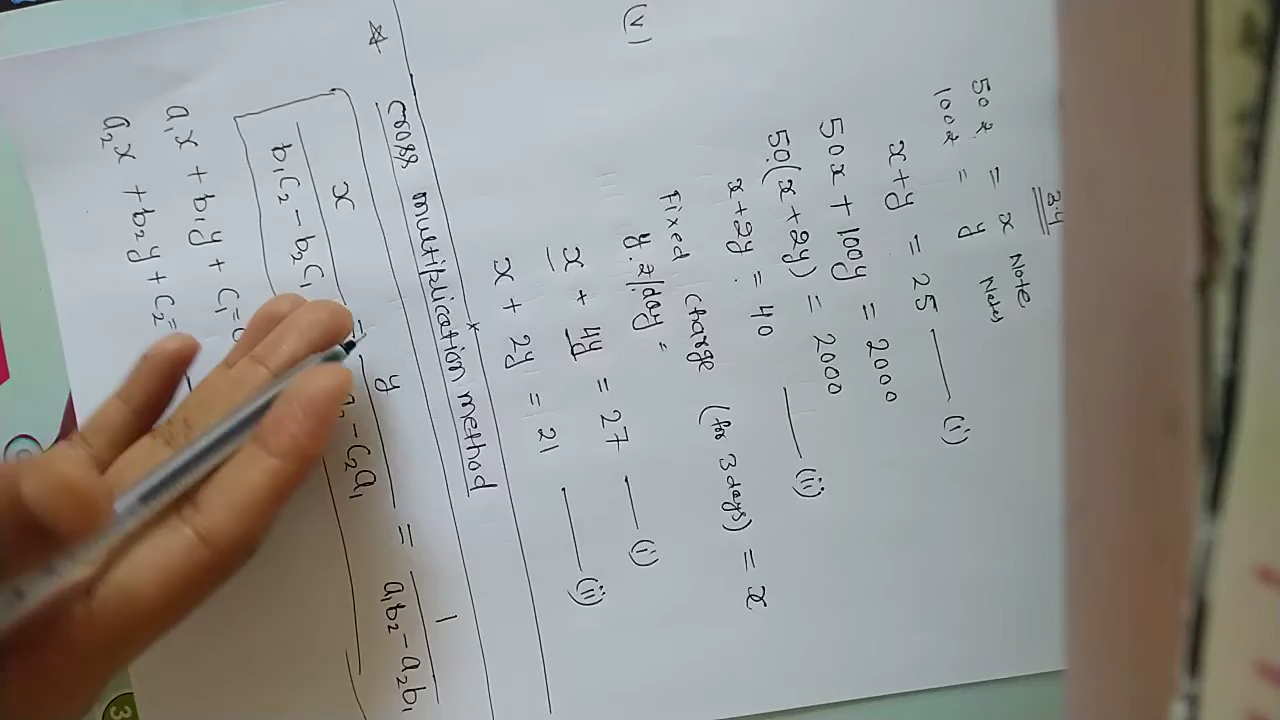 3.4
50 ₹ = x Note
100 ₹ = y Notes
x + y = 25 —— (i)
50x + 100y = 2000
50(x + 2y) = 2000
x + 2y = 40 —— (ii)
(v)
Fixed charge (for 3 days) = x
y ₹/day =
x + 4y = 27 —— (i)
x + 2y = 21 —— (ii)
☆ Cross multiplication method
x / b₁c₂ - b₂c₁ = y / - c₂a₁ = 1 / a₁b₂ - a₂b₁
a₁x + b₁y + c₁ = 0
a₂x + b₂y + c₂ =